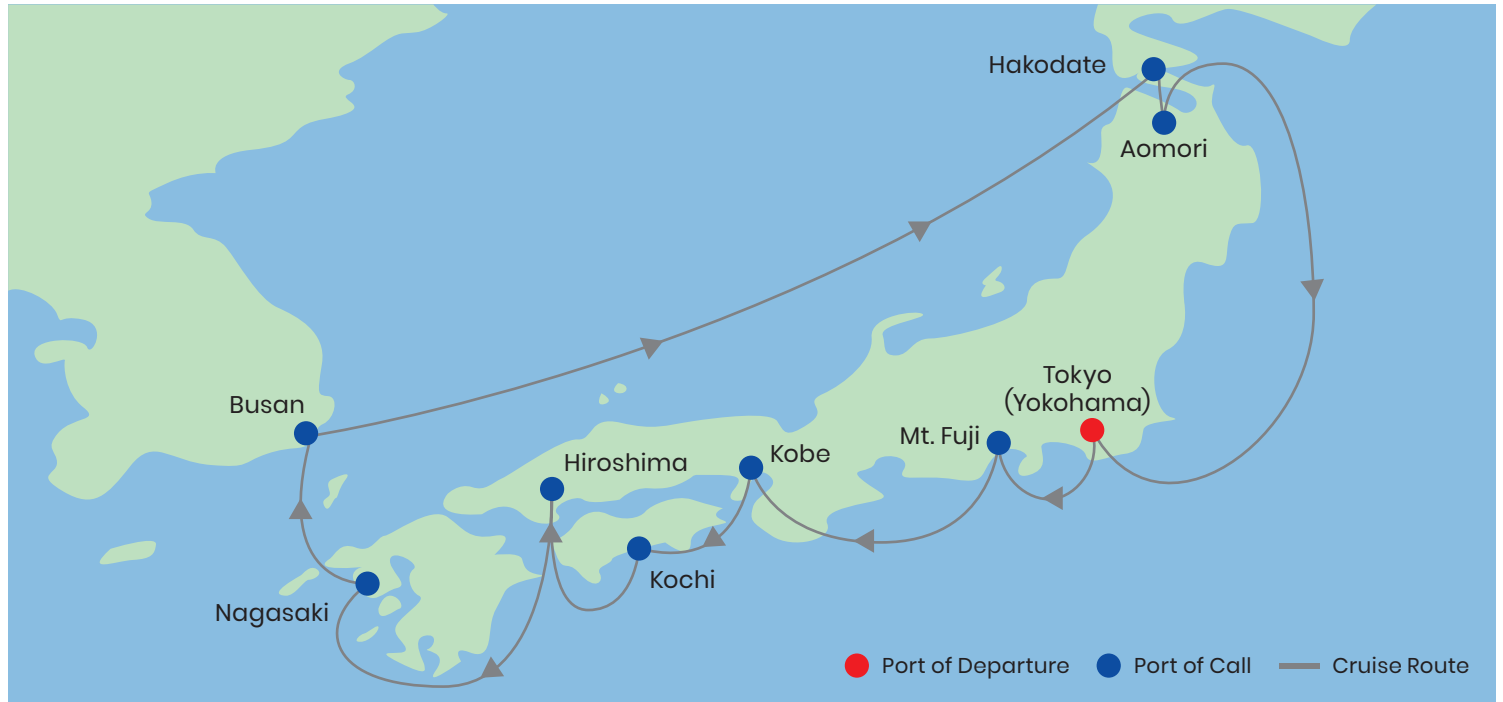 Hakodate
Aomori
Tokyo
(Yokohama)
Busan
Mt. Fuji
Kobe
Hiroshima
Kochi
Nagasaki
Port of Departure
Port of Call
Cruise Route